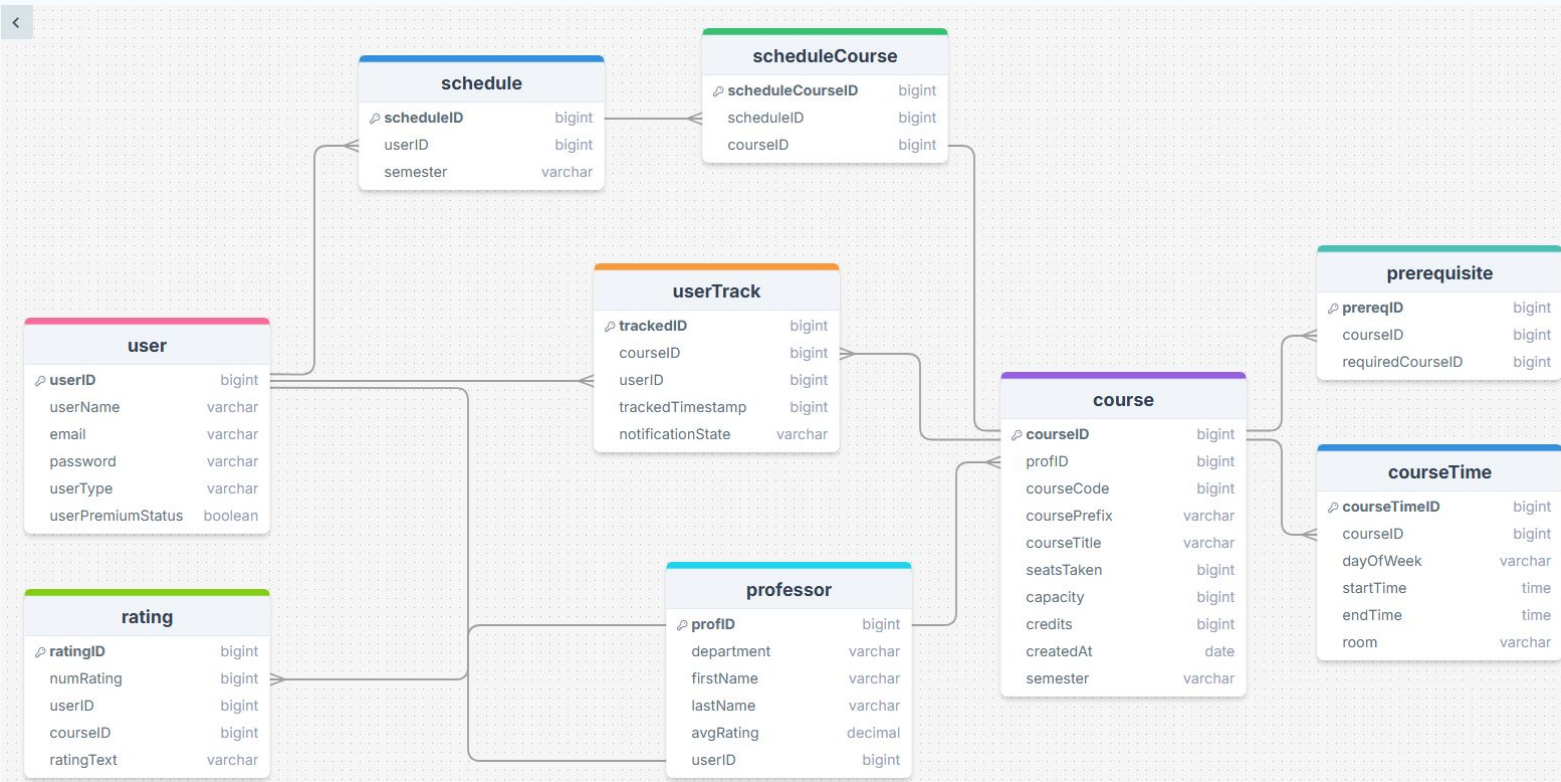 schedule
scheduleID bigint
userID bigint
semester varchar
scheduleCourse
scheduleCourseID bigint
scheduleID bigint
courseID bigint
userTrack
trackedID bigint
courseID bigint
userID bigint
trackedTimestamp bigint
notificationState varchar
user
userID bigint
userName varchar
email varchar
password varchar
userType varchar
userPremiumStatus boolean
prerequisite
prereqID bigint
courseID bigint
requiredCourseID bigint
course
courseID bigint
profID bigint
courseCode bigint
coursePrefix varchar
courseTitle varchar
seatsTaken bigint
capacity bigint
credits bigint
createdAt date
semester varchar
courseTime
courseTimeID bigint
courseID bigint
dayOfWeek varchar
startTime time
endTime time
room varchar
rating
ratingID bigint
numRating bigint
userID bigint
courseID bigint
ratingText varchar
professor
profID bigint
department varchar
firstName varchar
lastName varchar
avgRating decimal
userID bigint